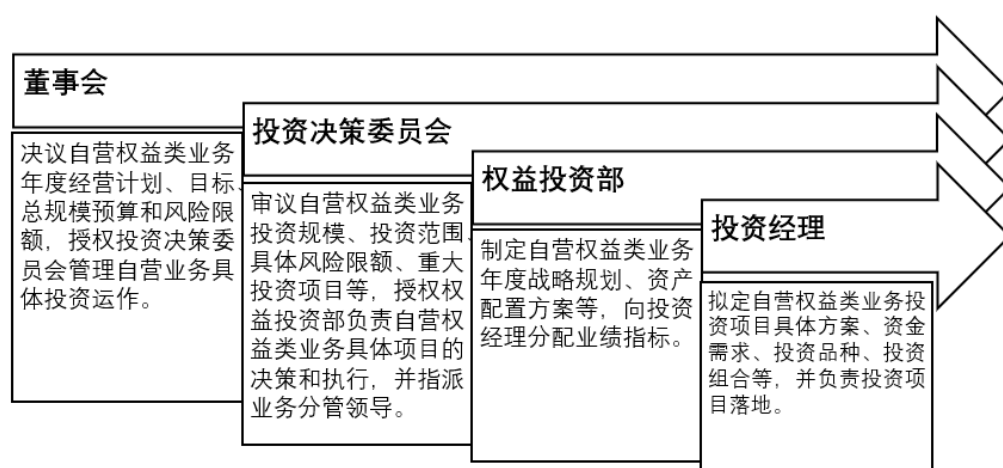 董事会
决议自营权益类业务
年度经营计划、目标、
总规模预算和风险限
额，授权投资决策委
员会管理自营业务具
体投资运作。
投资决策委员会
审议自营权益类业务
投资规模、投资范围、
具体风险限额、重大
投资项目等，授权权
益投资部负责自营权
益类业务具体项目的
决策和执行，并指派
业务分管领导。
权益投资部
制定自营权益类业务
年度战略规划、资产
配置方案等，向投资
经理分配业绩指标。
投资经理
拟定自营权益类业务投
资项目具体方案、资金
需求、投资品种、投资
组合等，并负责投资项
目落地。